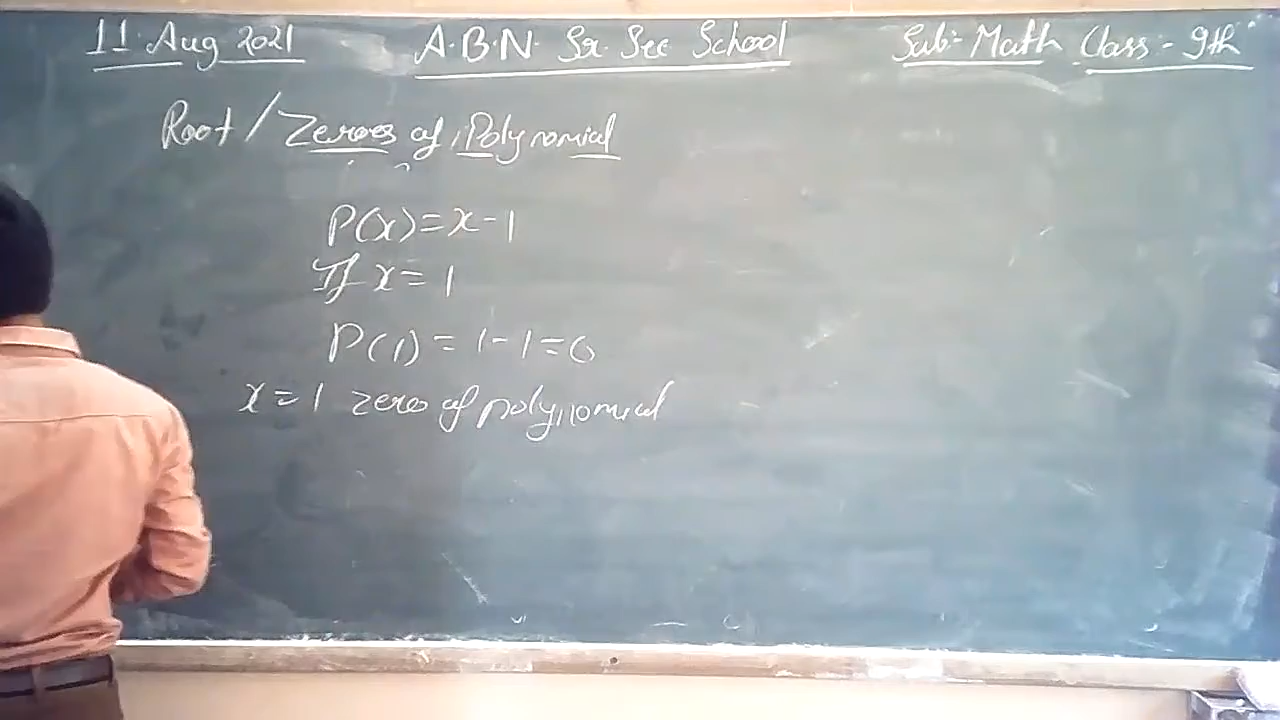 11 Aug 2021 A.B.N. Sr. Sec School Sub:- Math Class:- 9th
Root / Zeroes of Polynomial
P(x) = x - 1
If x = 1
P(1) = 1 - 1 = 0
x = 1 zero of polynomial